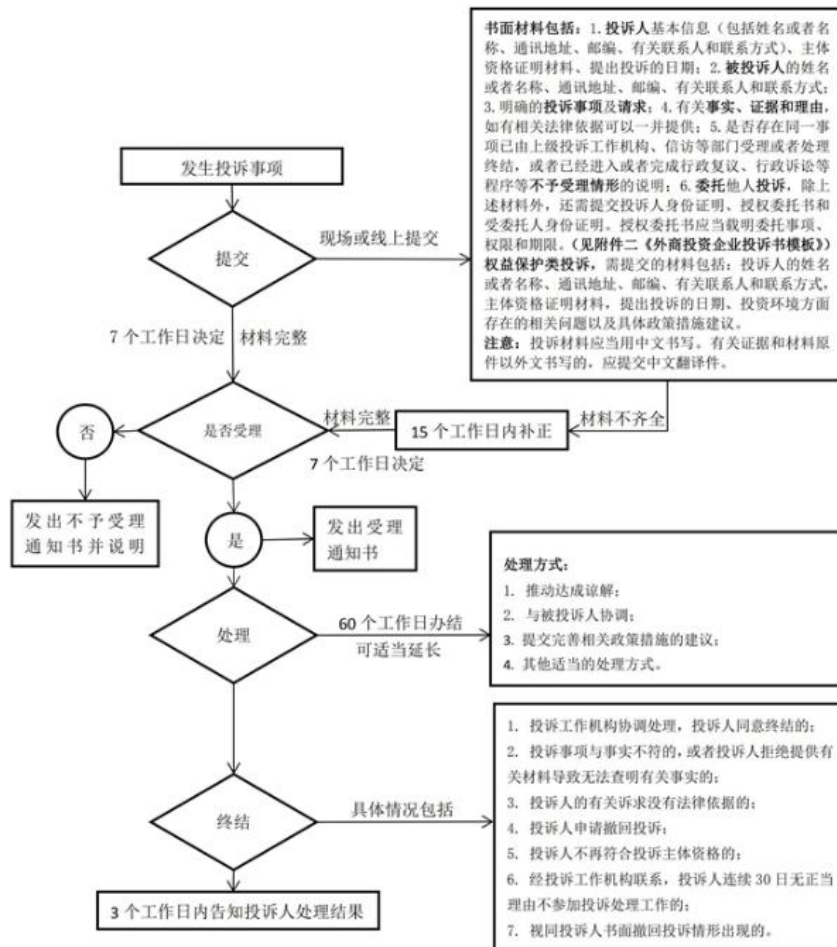 书面材料包括：1.投诉人基本信息（包括姓名或者名
称、通讯地址、邮编、有关联系人和联系方式）、主体
资格证明材料、提出投诉的日期；2.被投诉人的姓名
或者名称、通讯地址、邮编、有关联系人和联系方式；
3.明确的投诉事项及请求；4.有关事实、证据和理由，
如有相关法律依据可以一并提供；5.是否存在同一事
项已由上级投诉工作机构、信访等部门受理或者处理
终结，或者已经进入或者完成行政复议、行政诉讼等
程序等不予受理情形的说明；6.委托他人投诉，除上
述材料外，还需提交投诉人身份证明、授权委托书和
受委托人身份证明。授权委托书应当载明委托事项、
权限和期限。（见附件二《外商投资企业投诉书模板》）
权益保护类投诉，需提交的材料包括：投诉人的姓名
或者名称、通讯地址、邮编、有关联系人和联系方式，
主体资格证明材料，提出投诉的日期、投资环境方面
存在的相关问题以及具体政策措施建议。
注意：投诉材料应当用中文书写。有关证据和材料原
件以外文书写的，应提交中文翻译件。
发生投诉事项
提交
现场或线上提交
7 个工作日决定 材料完整
是否受理
材料完整
7 个工作日决定
15 个工作日内补正
材料不齐全
否
发出不予受理
通知书并说明
是
发出受理
通知书
处理
60 个工作日办结
可适当延长
处理方式：
1. 推动达成谅解；
2. 与被投诉人协调；
3. 提交完善相关政策措施的建议；
4. 其他适当的处理方式。
终结
具体情况包括
1. 投诉工作机构协调处理，投诉人同意终结的；
2. 投诉事项与事实不符的，或者投诉人拒绝提供有
关材料导致无法查明有关事实的；
3. 投诉人的有关诉求没有法律依据的；
4. 投诉人申请撤回投诉；
5. 投诉人不再符合投诉主体资格的；
6. 经投诉工作机构联系，投诉人连续 30 日无正当
理由不参加投诉处理工作的；
7. 视同投诉人书面撤回投诉情形出现的。
3 个工作日内告知投诉人处理结果